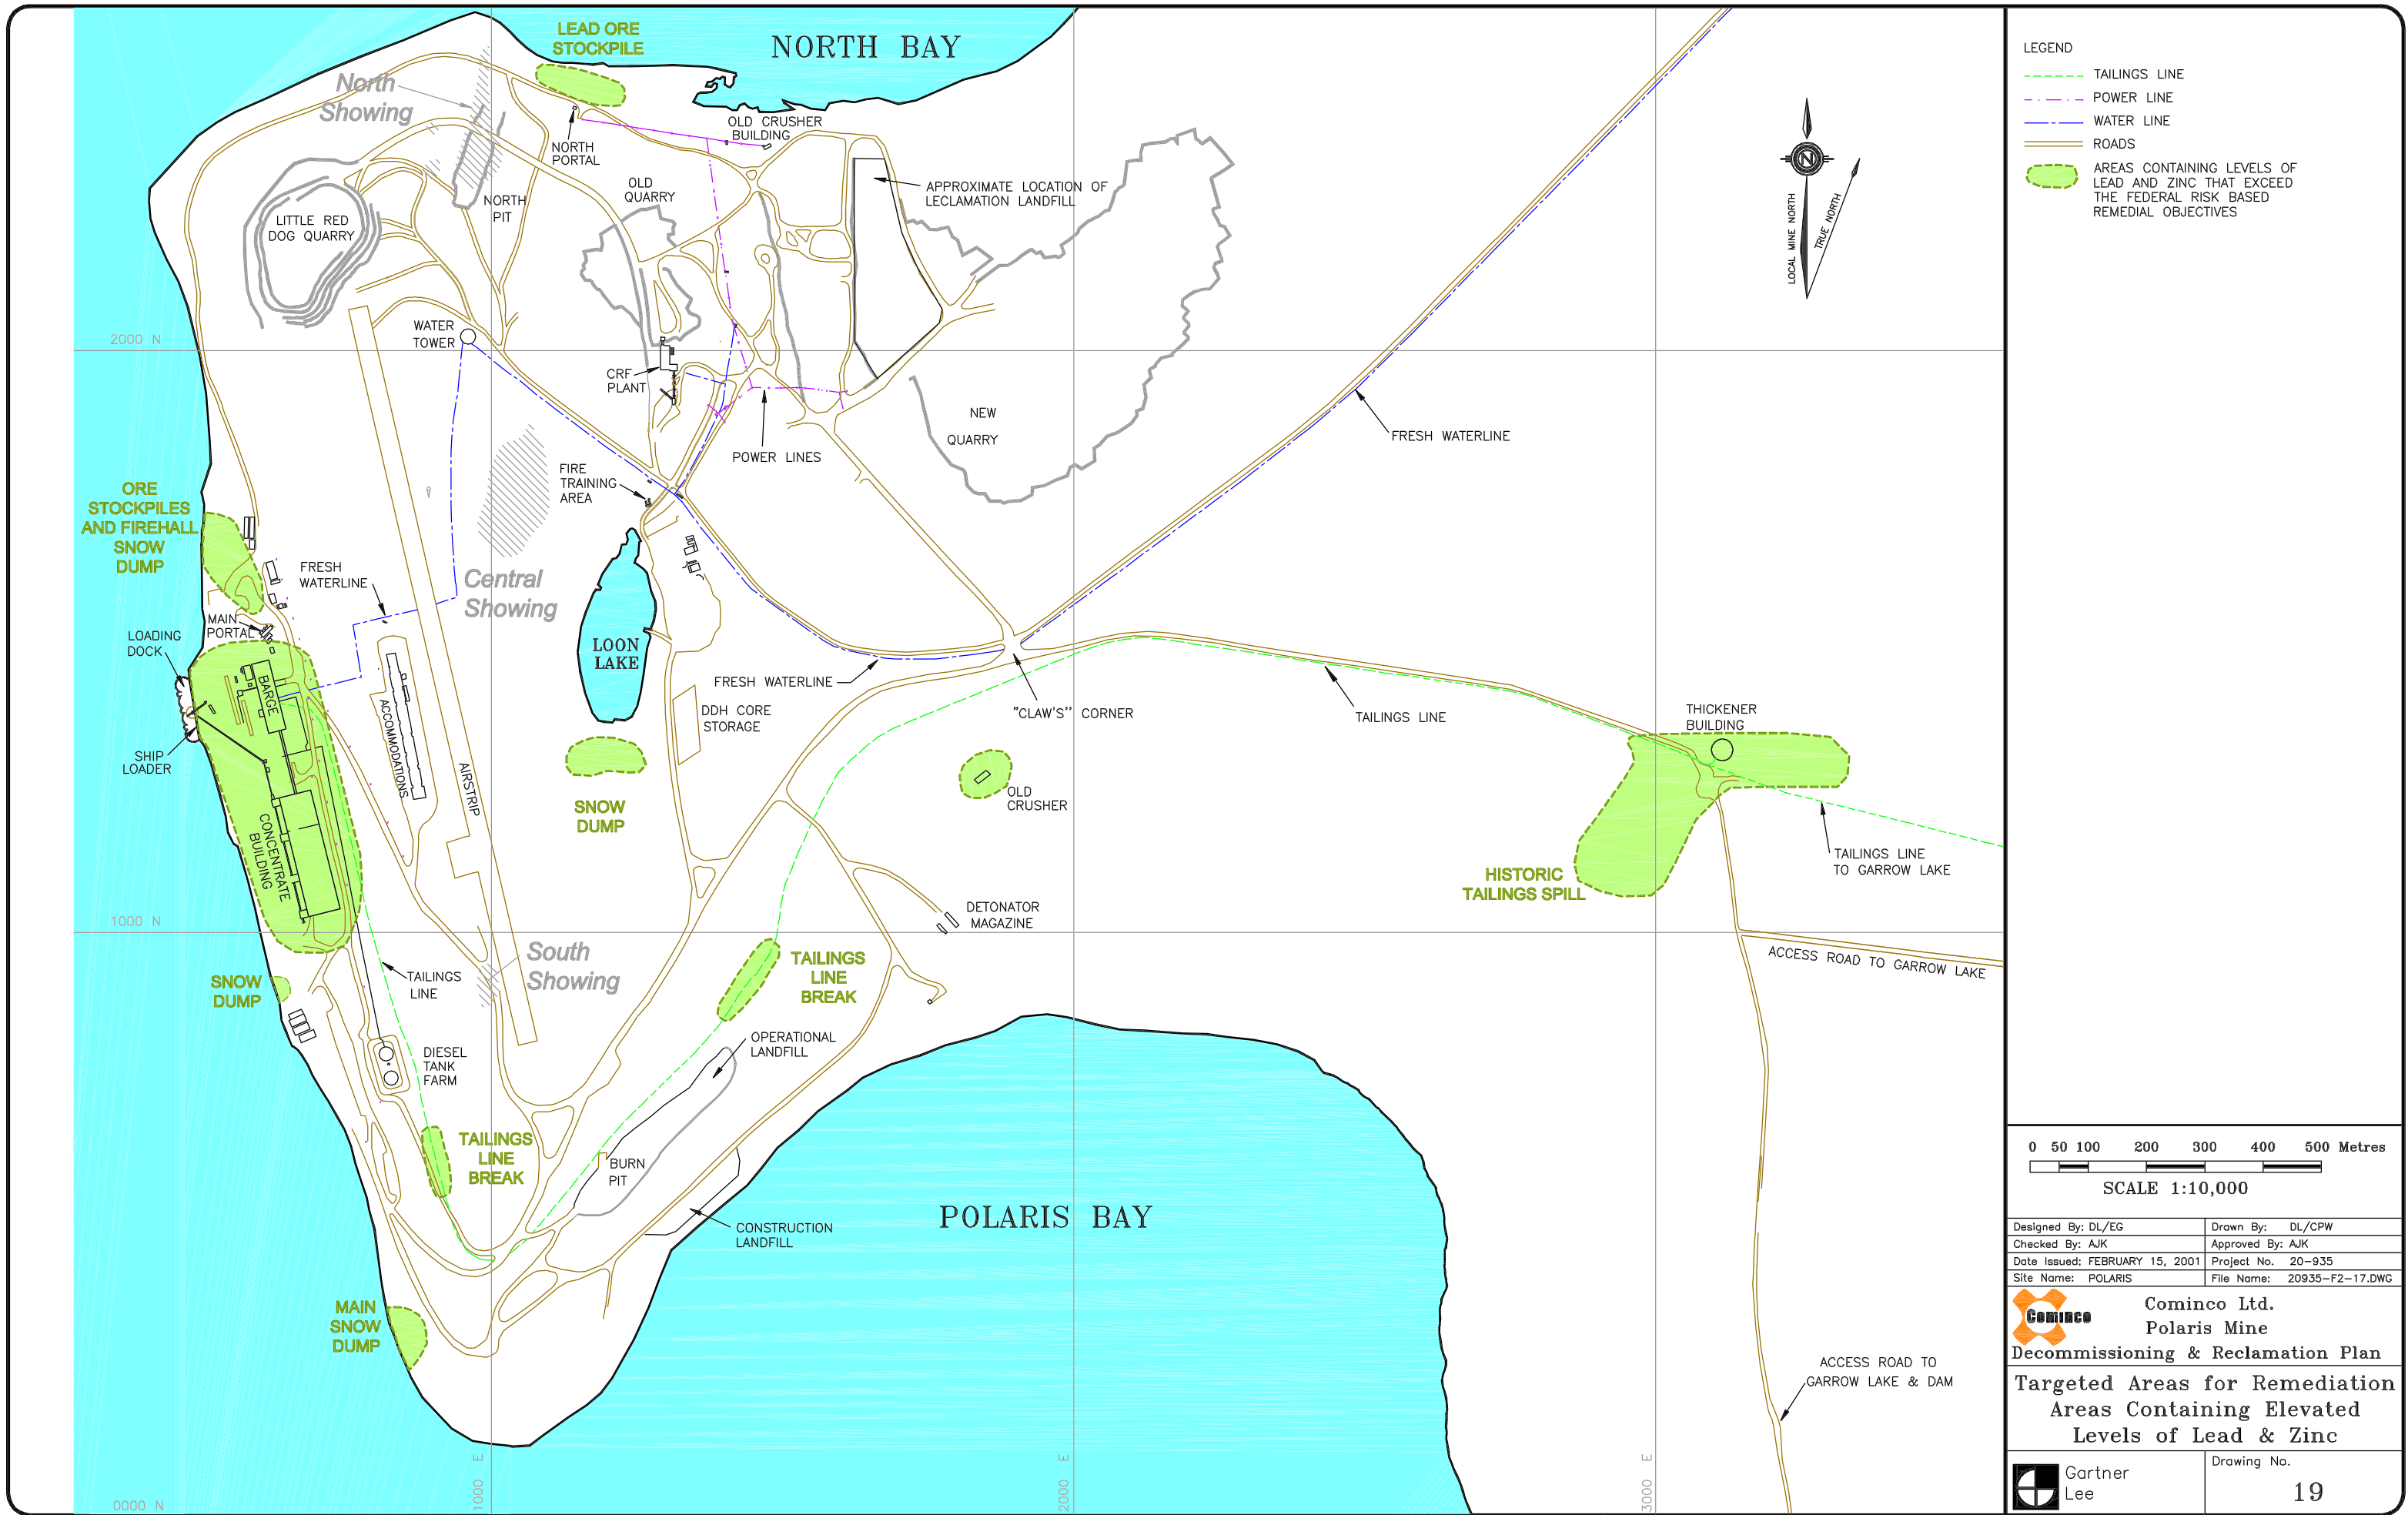 LEAD ORE
STOCKPILE
NORTH BAY
North
Showing
OLD CRUSHER
BUILDING
NORTH
PORTAL
OLD
QUARRY
APPROXIMATE LOCATION OF
LECLAMATION LANDFILL
NORTH
PIT
LITTLE RED
DOG QUARRY
WATER
TOWER
2000 N
CRF
PLANT
NEW
QUARRY
POWER LINES
FRESH WATERLINE
FIRE
TRAINING
AREA
ORE
STOCKPILES
AND FIREHALL
SNOW
DUMP
FRESH
WATERLINE
Central
Showing
MAIN
PORTAL
LOADING
DOCK
LOON
LAKE
BARGE
ACCOMMODATIONS
FRESH WATERLINE
DDH CORE
STORAGE
"CLAW'S" CORNER
TAILINGS LINE
THICKENER
BUILDING
SHIP
LOADER
AIRSTRIP
SNOW
DUMP
OLD
CRUSHER
CONCENTRATE
BUILDING
TAILINGS LINE
TO GARROW LAKE
HISTORIC
TAILINGS SPILL
DETONATOR
MAGAZINE
1000 N
South
Showing
TAILINGS
LINE
BREAK
ACCESS ROAD TO GARROW LAKE
SNOW
DUMP
TAILINGS
LINE
OPERATIONAL
LANDFILL
DIESEL
TANK
FARM
TAILINGS
LINE
BREAK
BURN
PIT
POLARIS BAY
CONSTRUCTION
LANDFILL
MAIN
SNOW
DUMP
ACCESS ROAD TO
GARROW LAKE & DAM
0000 N
1000 E
2000 E
3000 E
N
LOCAL MINE NORTH
TRUE NORTH
LEGEND
TAILINGS LINE
POWER LINE
WATER LINE
ROADS
AREAS CONTAINING LEVELS OF
LEAD AND ZINC THAT EXCEED
THE FEDERAL RISK BASED
REMEDIAL OBJECTIVES
0 50 100 200 300 400 500 Metres
SCALE 1:10,000
Designed By: DL/EG Drawn By: DL/CPW
Checked By: AJK Approved By: AJK
Date Issued: FEBRUARY 15, 2001 Project No. 20-935
Site Name: POLARIS File Name: 20935-F2-17.DWG
Cominco
Cominco Ltd.
Polaris Mine
Decommissioning & Reclamation Plan
Targeted Areas for Remediation
Areas Containing Elevated
Levels of Lead & Zinc
Gartner
Lee
Drawing No.
19